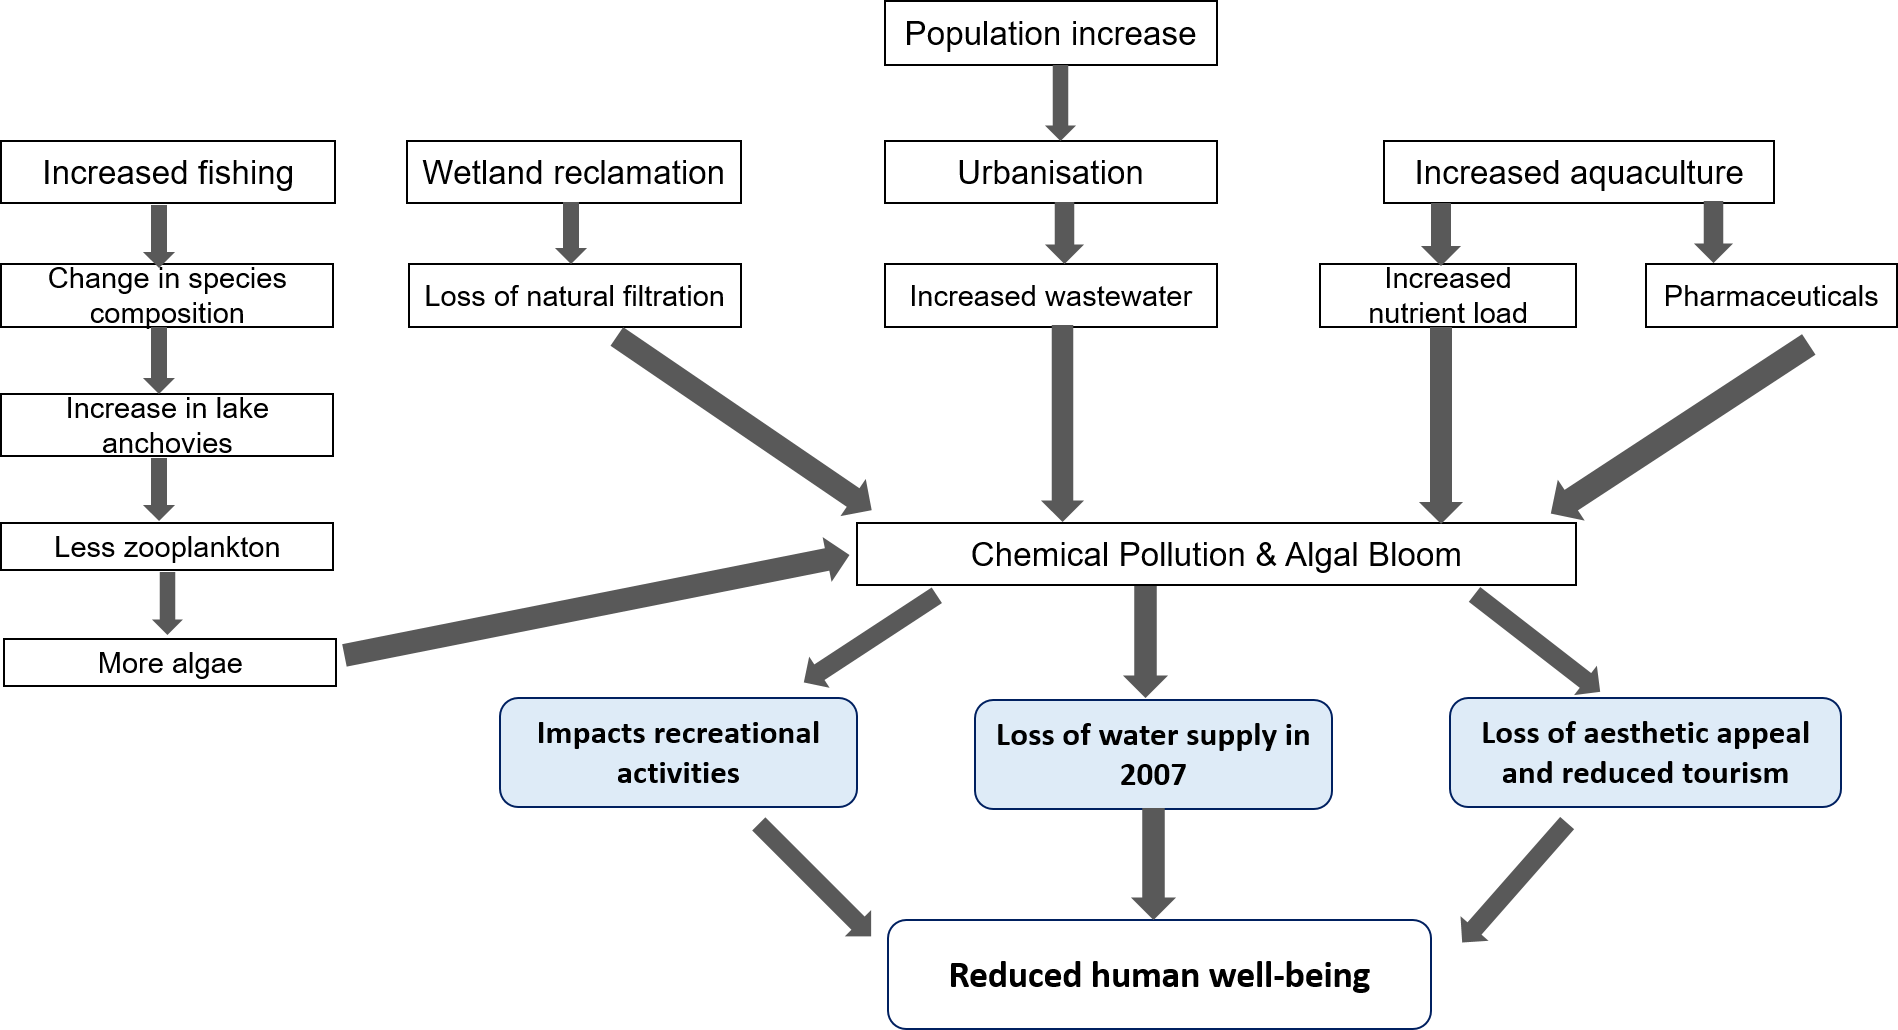 Population increase
Increased fishing
Wetland reclamation
Urbanisation
Increased aquaculture
Change in species
composition
Loss of natural filtration
Increased wastewater
Increased
nutrient load
Pharmaceuticals
Increase in lake
anchovies
Less zooplankton
Chemical Pollution & Algal Bloom
More algae
Impacts recreational
activities
Loss of water supply in
2007
Loss of aesthetic appeal
and reduced tourism
Reduced human well-being